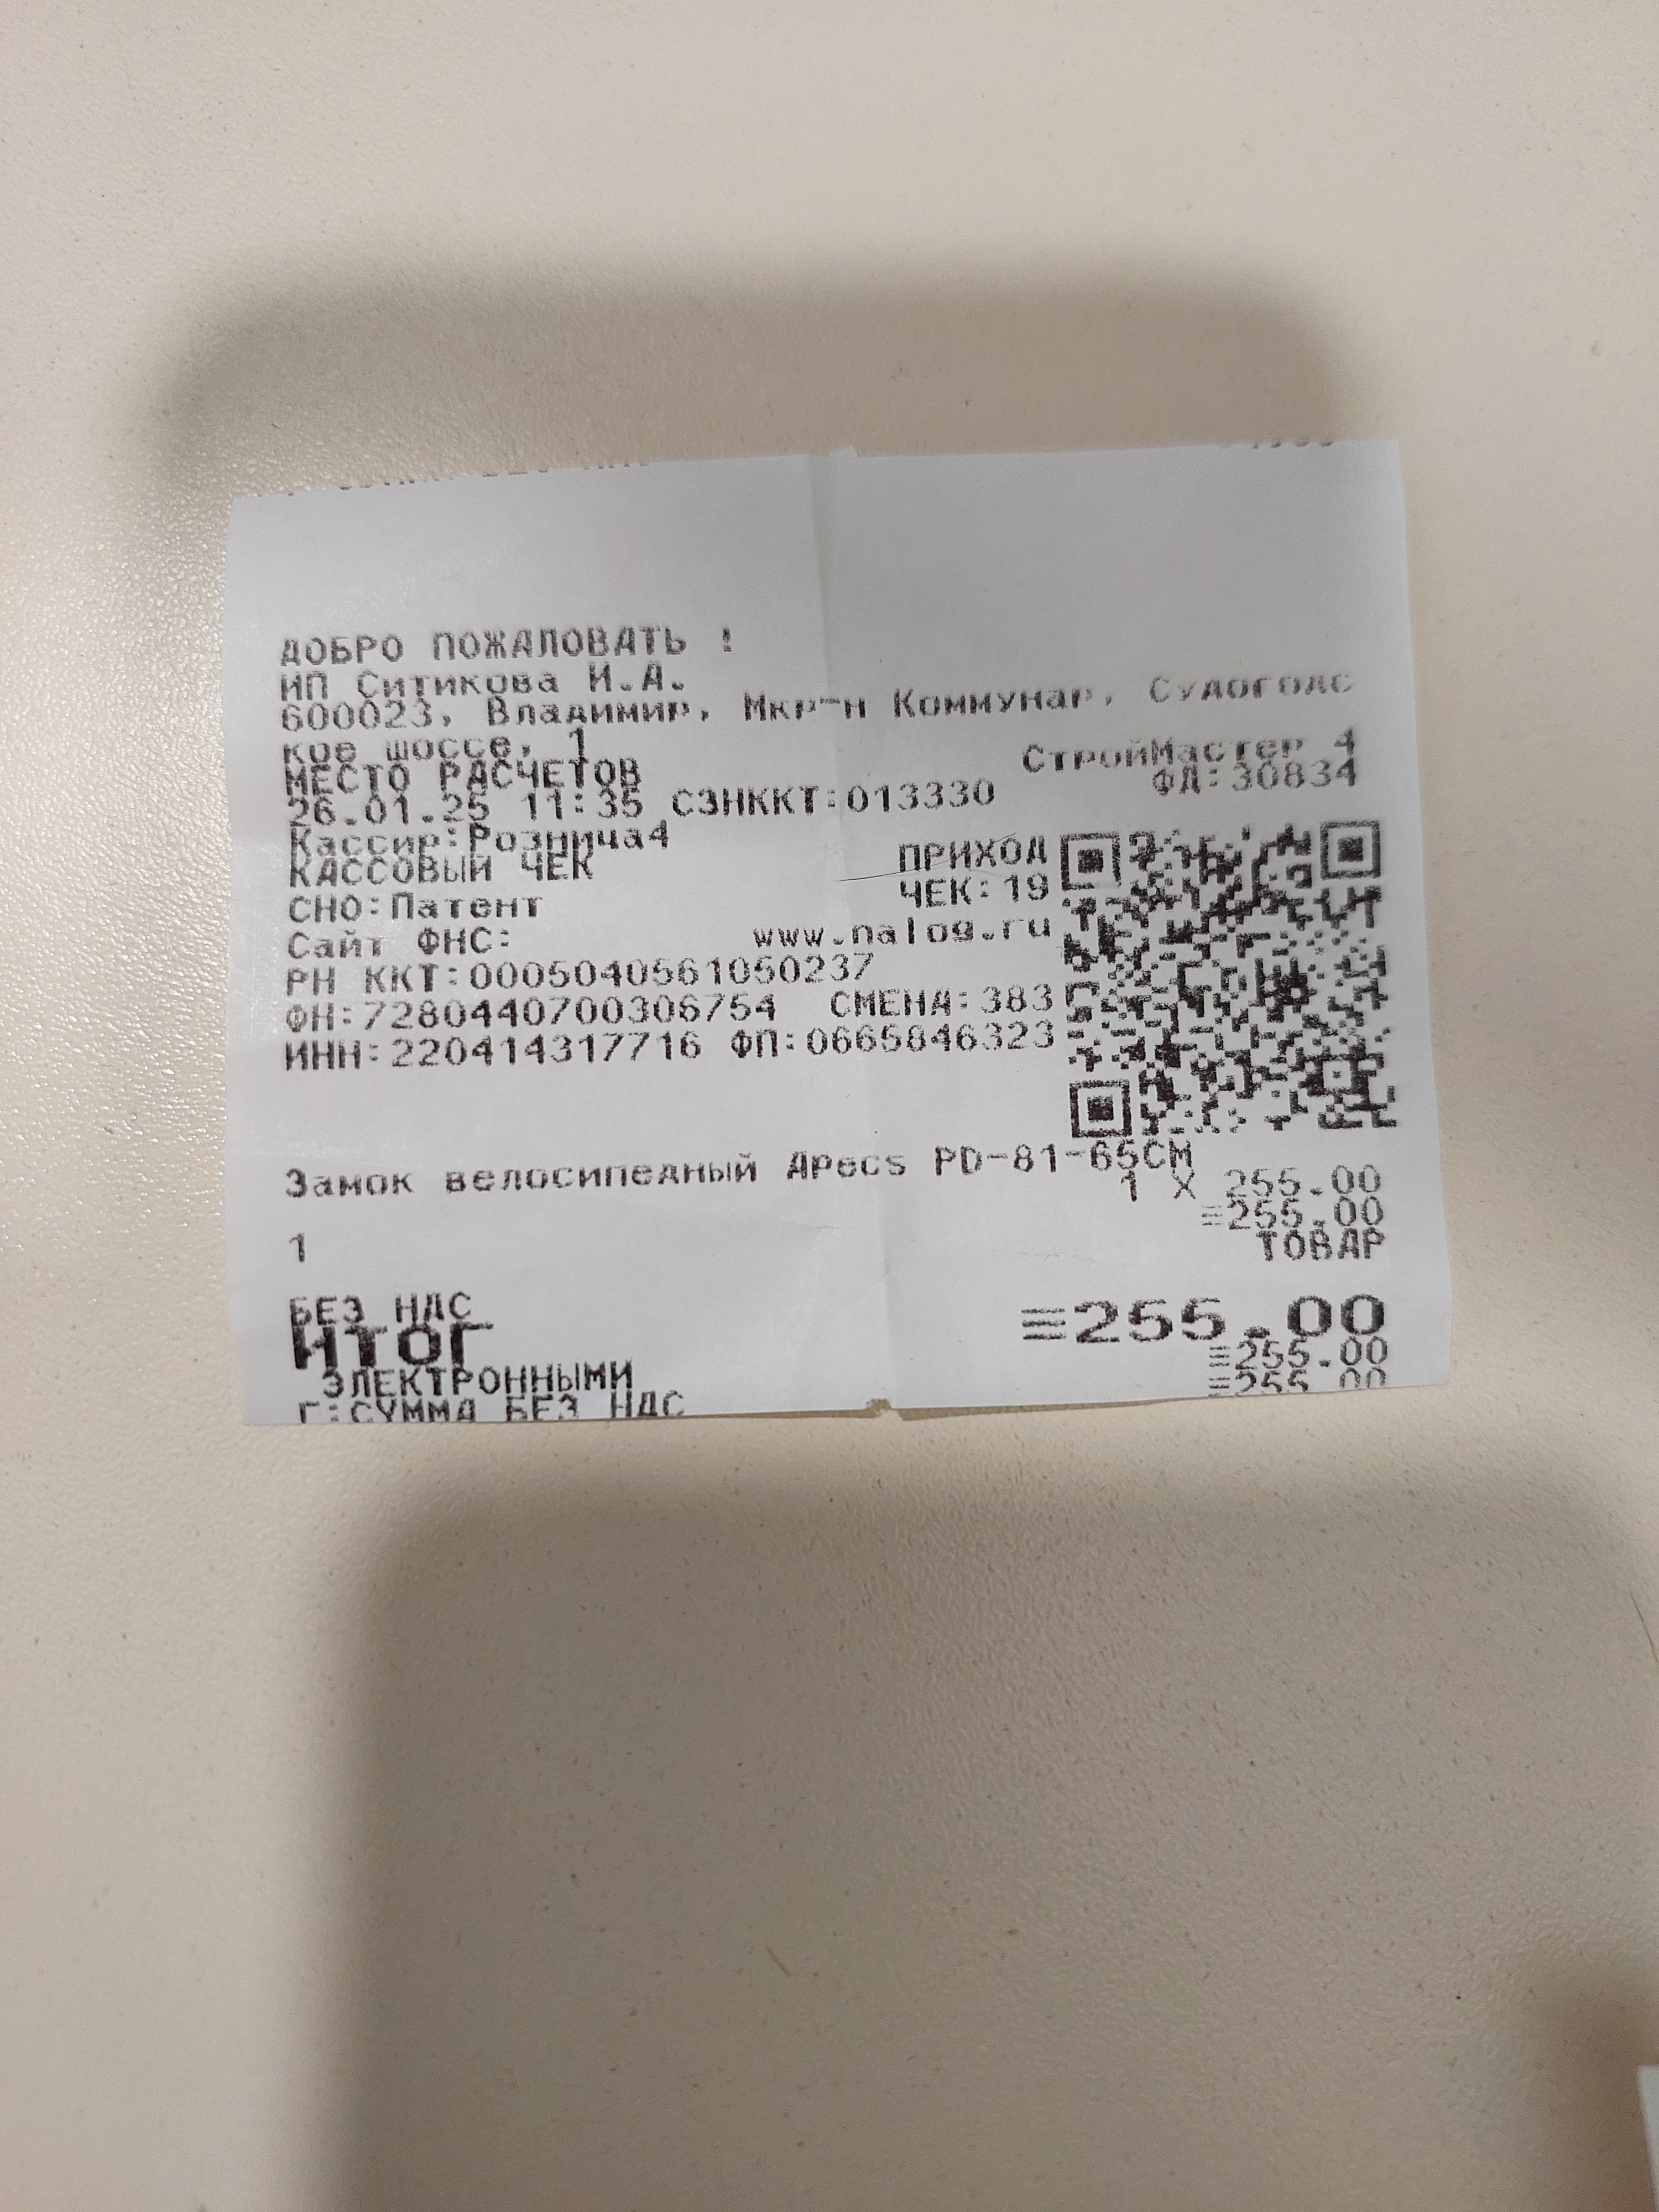 ДОБРО ПОЖАЛОВАТЬ !
ИП Ситикова И.А.
600023, Владимир, Мкр-н Коммунар, Судогодс
кое шоссе, 1
МЕСТО РАСЧЕТОВ СтройМастер 4
26.01.25 11:35 СЗНККТ:013330 ФД:30834
Кассир:Розница4
КАССОВЫЙ ЧЕК ПРИХОД
СНО:Патент ЧЕК:19
Сайт ФНС: www.nalog.ru
РН ККТ:0005040561050237
ФН:7280440700306754 СМЕНА:383
ИНН:220414317716 ФП:0665846323
Замок велосипедный Apecs PD-81-65CM
1 X 255.00
1 ≡255.00
ТОВАР
БЕЗ НДС
ИТОГ ≡255.00
ЭЛЕКТРОННЫМИ ≡255.00
Г:СУММА БЕЗ НДС ≡255.00